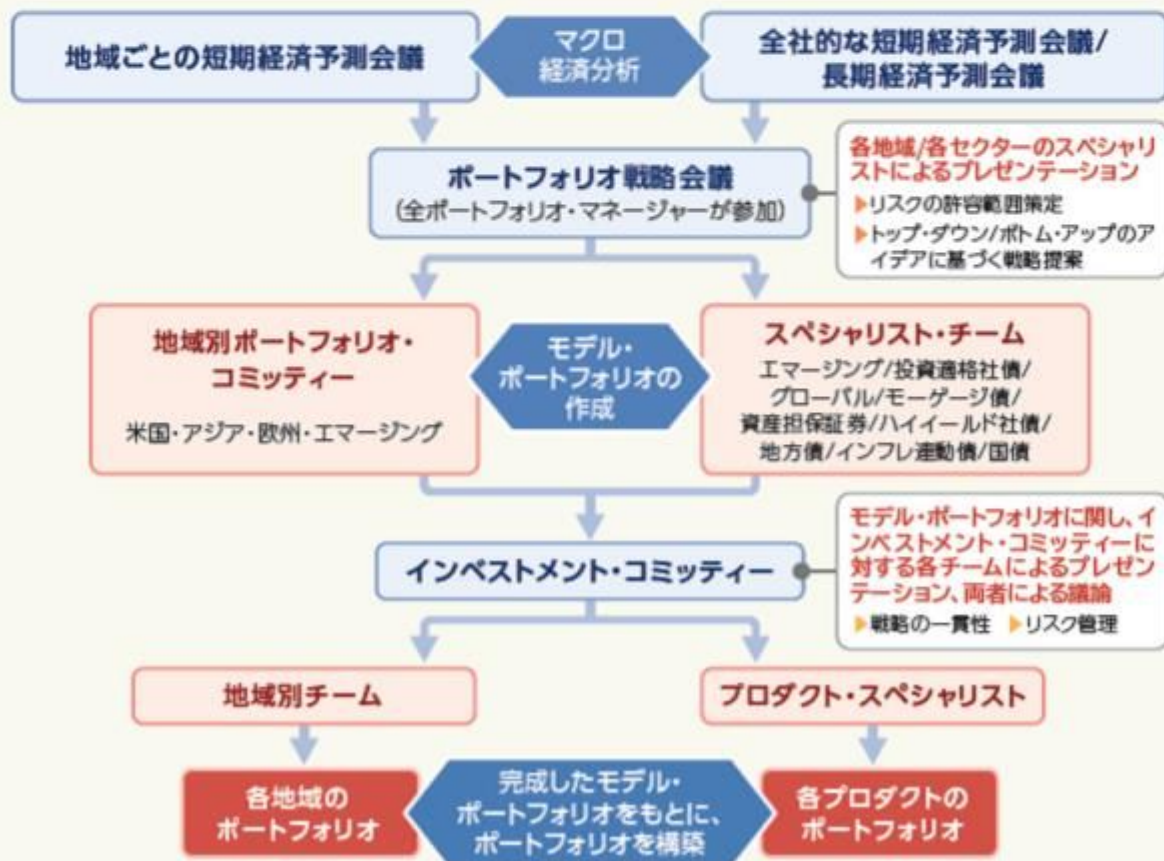 地域ごとの短期経済予測会議
マクロ
経済分析
全社的な短期経済予測会議/
長期経済予測会議
ポートフォリオ戦略会議
(全ポートフォリオ・マネージャーが参加)
各地域/各セクターのスペシャリ
ストによるプレゼンテーション
▶リスクの許容範囲策定
▶トップ・ダウン/ボトム・アップのア
イデアに基づく戦略提案
地域別ポートフォリオ・
コミッティー
米国・アジア・欧州・エマージング
モデル・
ポートフォリオの
作成
スペシャリスト・チーム
エマージング/投資適格社債/
グローバル/モーゲージ債/
資産担保証券/ハイイールド社債/
地方債/インフレ連動債/国債
インベストメント・コミッティー
モデル・ポートフォリオに関し、イ
ンベストメント・コミッティーに
対する各チームによるプレゼン
テーション、両者による議論
▶戦略の一貫性 ▶リスク管理
地域別チーム
プロダクト・スペシャリスト
各地域の
ポートフォリオ
完成したモデル・
ポートフォリオをもとに、
ポートフォリオを構築
各プロダクトの
ポートフォリオ